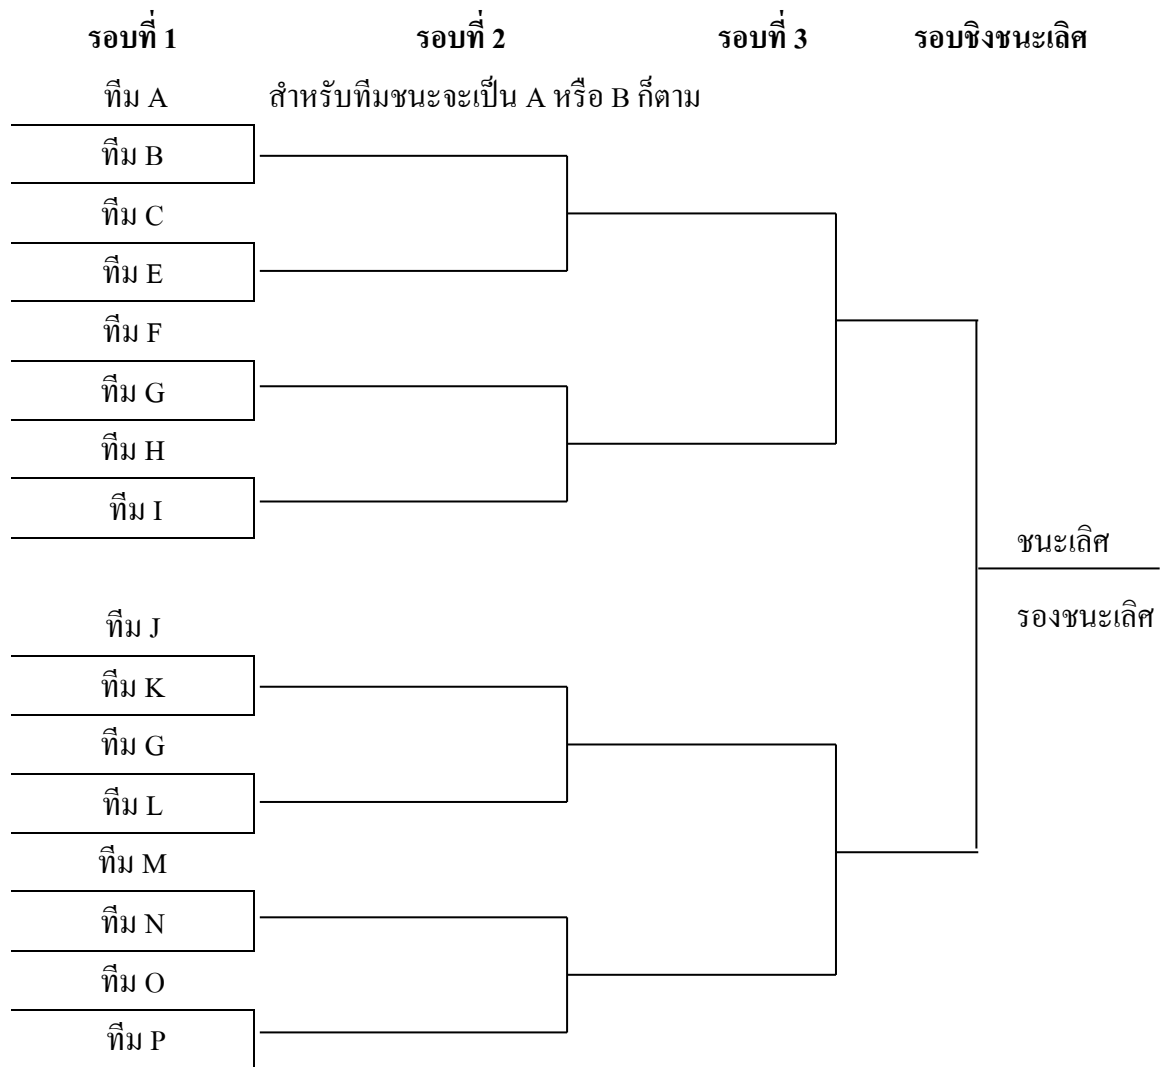 รอบที่ 1 รอบที่ 2 รอบที่ 3 รอบชิงชนะเลิศ
ทีม A สำหรับทีมชนะจะเป็น A หรือ B ก็ตาม
ทีม B
ทีม C
ทีม E
ทีม F
ทีม G
ทีม H
ทีม I
ชนะเลิศ
รองชนะเลิศ
ทีม J
ทีม K
ทีม G
ทีม L
ทีม M
ทีม N
ทีม O
ทีม P